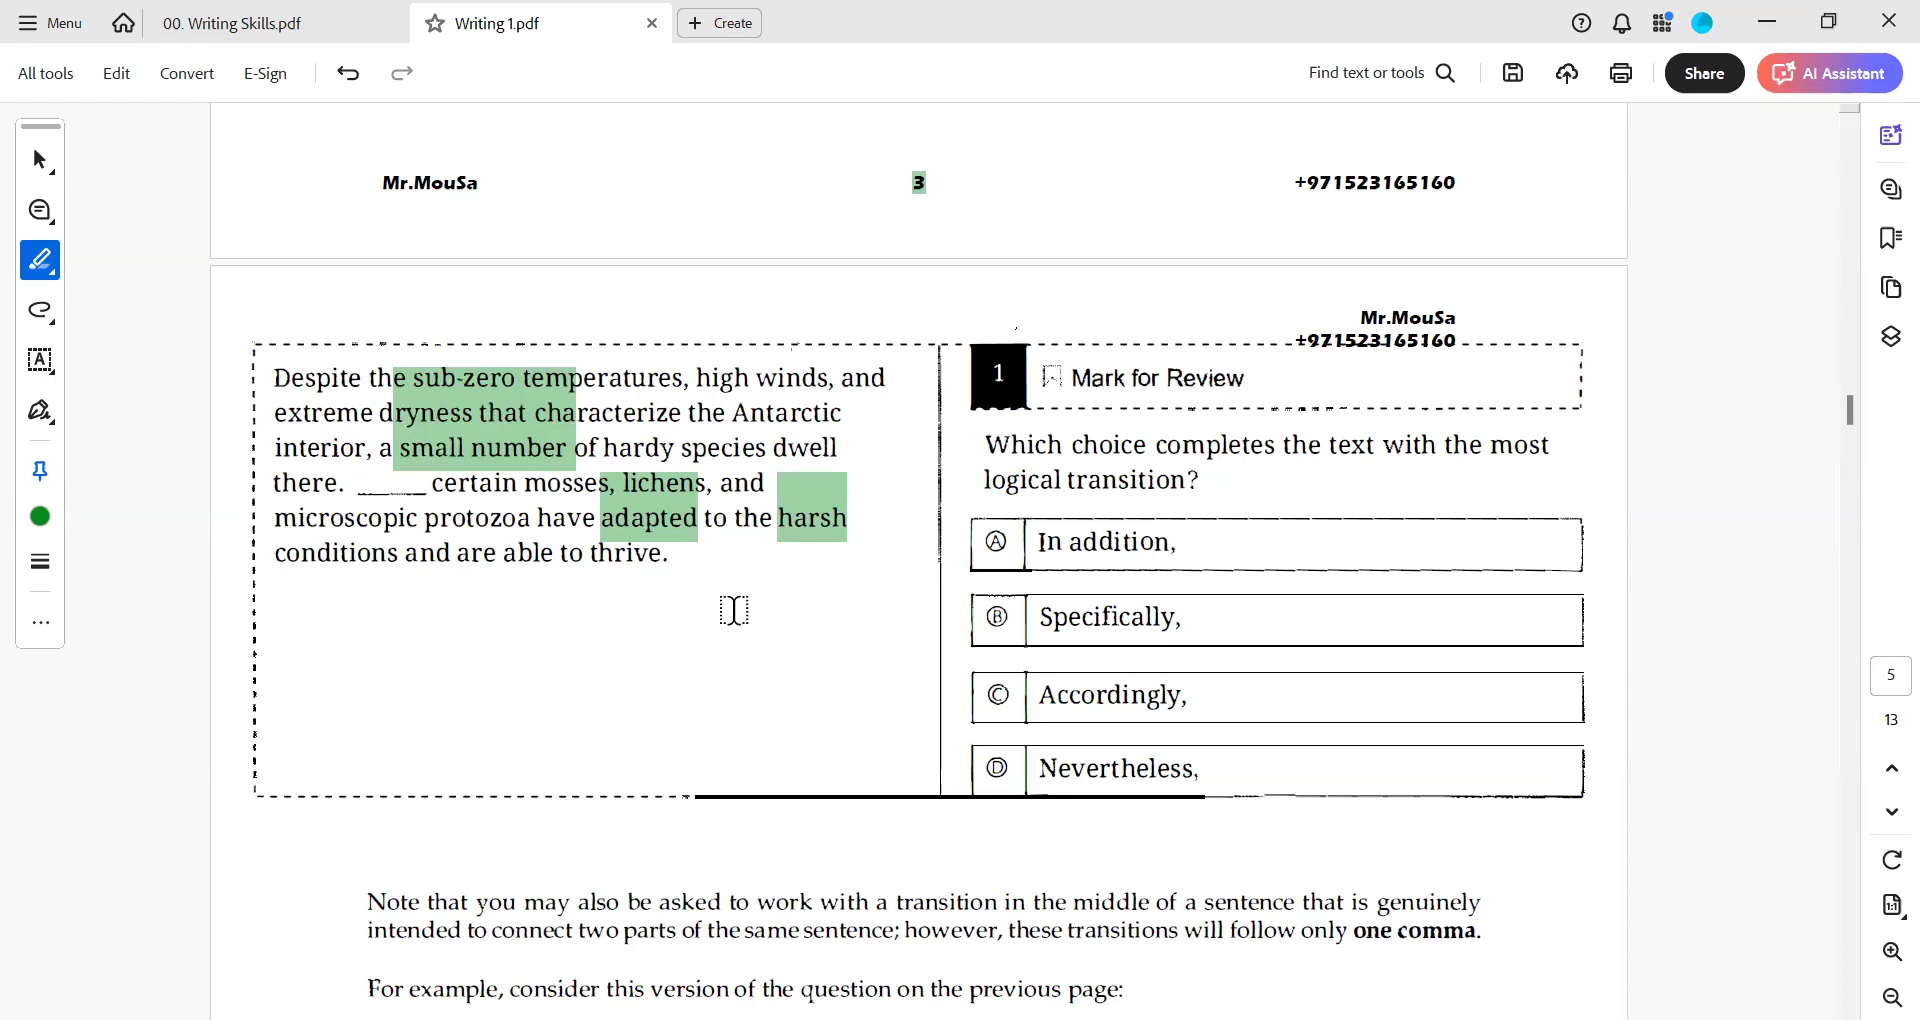 Menu
00. Writing Skills.pdf
Writing 1.pdf
Create
All tools
Edit
Convert
E-Sign
Find text or tools
Share
AI Assistant
Mr.MouSa
3
+971523165160
Mr.MouSa
+971523165160
Despite the sub-zero temperatures, high winds, and
extreme dryness that characterize the Antarctic
interior, a small number of hardy species dwell
there. _____ certain mosses, lichens, and
microscopic protozoa have adapted to the harsh
conditions and are able to thrive.
1
Mark for Review
Which choice completes the text with the most
logical transition?
A In addition,
B Specifically,
C Accordingly,
D Nevertheless,
Note that you may also be asked to work with a transition in the middle of a sentence that is genuinely
intended to connect two parts of the same sentence; however, these transitions will follow only one comma.
For example, consider this version of the question on the previous page:
5
13
1:1